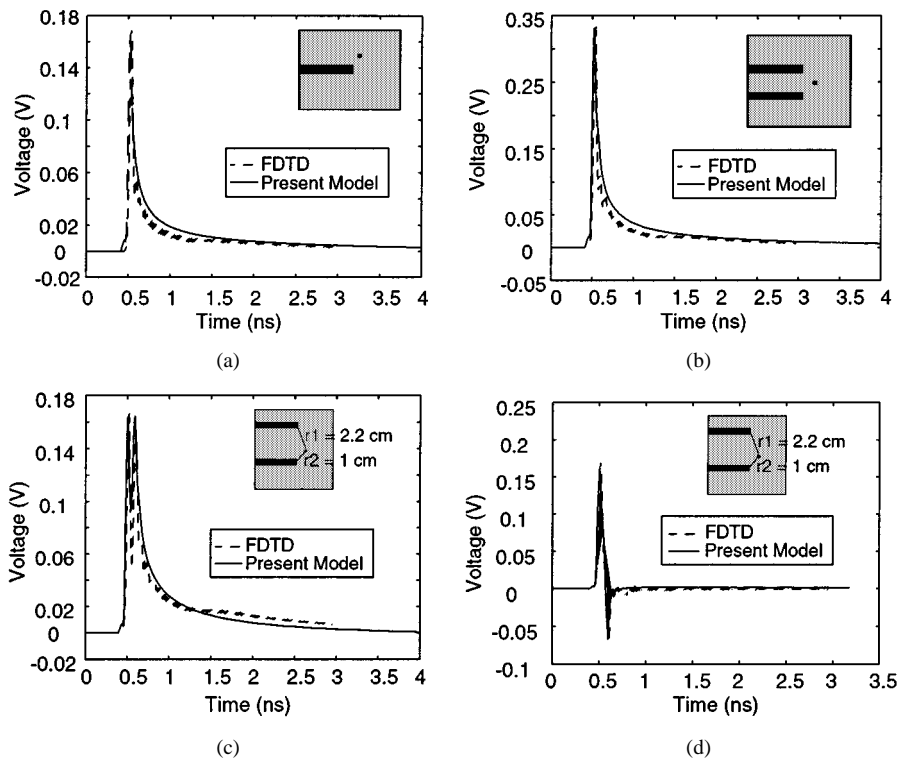 0.18
0.14
0.1
0.06
0.02
0
-0.02
Voltage (V)
FDTD
Present Model
0 0.5 1 1.5 2 2.5 3 3.5 4
Time (ns)
(a)
0.35
0.25
0.15
0.05
0
-0.05
Voltage (V)
FDTD
Present Model
0 0.5 1 1.5 2 2.5 3 3.5 4
Time (ns)
(b)
0.18
0.14
0.1
0.06
0.02
0
-0.02
Voltage (V)
r1 = 2.2 cm
r2 = 1 cm
FDTD
Present Model
0 0.5 1 1.5 2 2.5 3 3.5 4
Time (ns)
(c)
0.25
0.2
0.15
0.1
0.05
0
-0.05
-0.1
Voltage (V)
r1 = 2.2 cm
r2 = 1 cm
FDTD
Present Model
0 0.5 1 1.5 2 2.5 3 3.5
Time (ns)
(d)